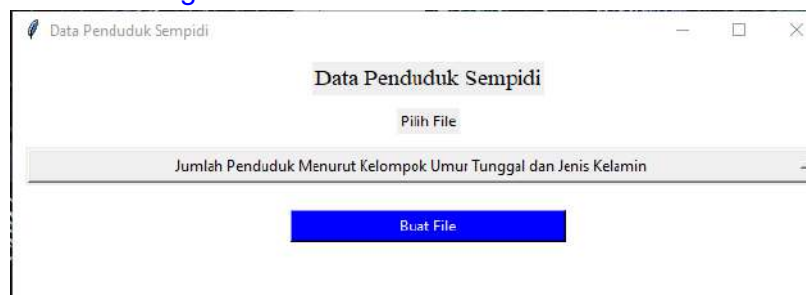 Data Penduduk Sempidi
Data Penduduk Sempidi
Pilih File
Jumlah Penduduk Menurut Kelompok Umur Tunggal dan Jenis Kelamin
Buat File